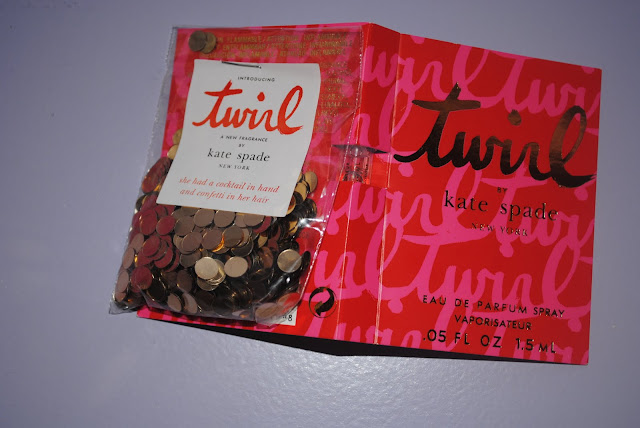 INTRODUCING
twirl
A NEW FRAGRANCE
BY
kate spade
NEW YORK
she had a cocktail in hand
and confetti in her hair
twirl
BY
kate spade
NEW YORK
EAU DE PARFUM SPRAY
VAPORISATEUR
.05 FL OZ 1.5 ML